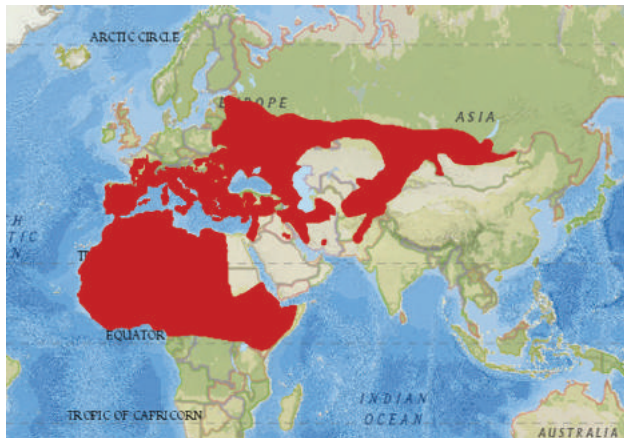 ARCTIC CIRCLE
EUROPE
ASIA
EQUATOR
INDIAN
OCEAN
TROPIC OF CAPRICORN
AUSTRALIA